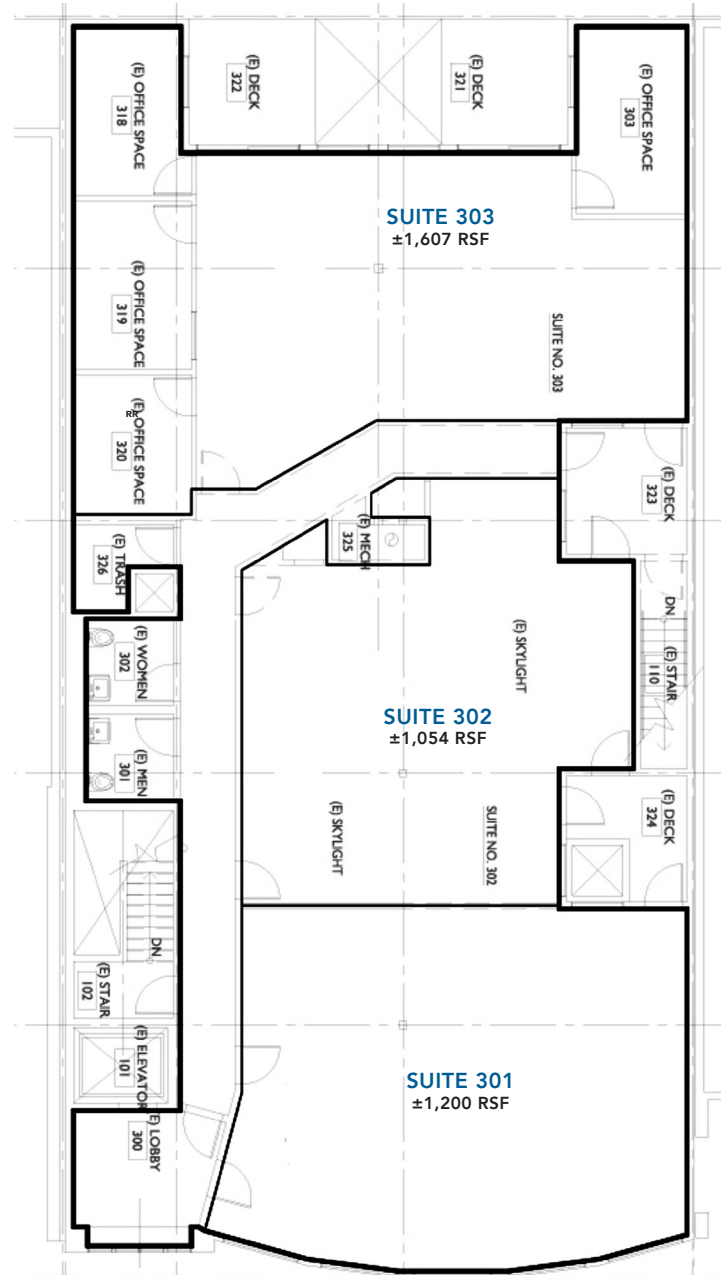 (E) OFFICE SPACE
318
(E) DECK
322
(E) DECK
321
(E) OFFICE SPACE
303
SUITE 303
±1,607 RSF
(E) OFFICE SPACE
319
SUITE NO. 303
RR
(E) OFFICE SPACE
320
(E) DECK
323
(E) MECH
325
(E) TRASH
326
DN
(E) STAIR
110
(E) WOMEN
302
(E) SKYLIGHT
SUITE 302
±1,054 RSF
(E) MEN
301
(E) SKYLIGHT
SUITE NO. 302
(E) DECK
324
DN
(E) STAIR
102
(E) ELEVATOR
101
SUITE 301
±1,200 RSF
(E) LOBBY
300